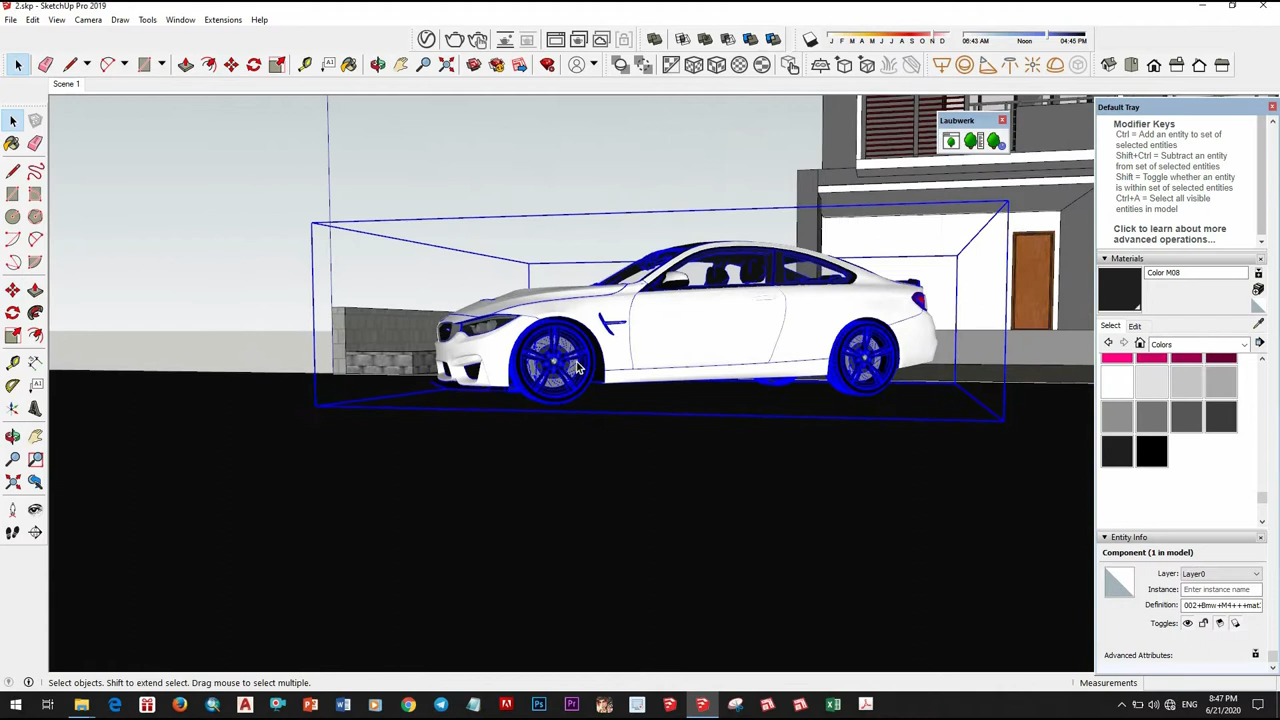 2.skp - SketchUp Pro 2019
File Edit View Camera Draw Tools Window Extensions Help
J F M A M J J A S O N D
06:43 AM Noon 04:45 PM
Scene 1
Laubwerk
Default Tray
Modifier Keys
Ctrl = Add an entity to set of
selected entities
Shift+Ctrl = Subtract an entity
from set of selected entities
Shift = Toggle whether an entity
is within set of selected entities
Ctrl+A = Select all visible
entities in model
Click to learn about more
advanced operations...
Materials
Color M08
Select Edit
Colors
Entity Info
Component (1 in model)
Layer: Layer0
Instance: Enter instance name
Definition: 002+Bmw+M4+++mat
Toggles:
Advanced Attributes:
Select objects. Shift to extend select. Drag mouse to select multiple.
Measurements
ENG
8:47 PM
6/21/2020